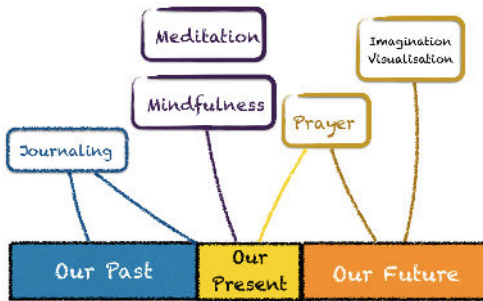 Meditation
Imagination
Visualisation
Mindfulness
Prayer
Journaling
Our Past
Our
Present
Our Future